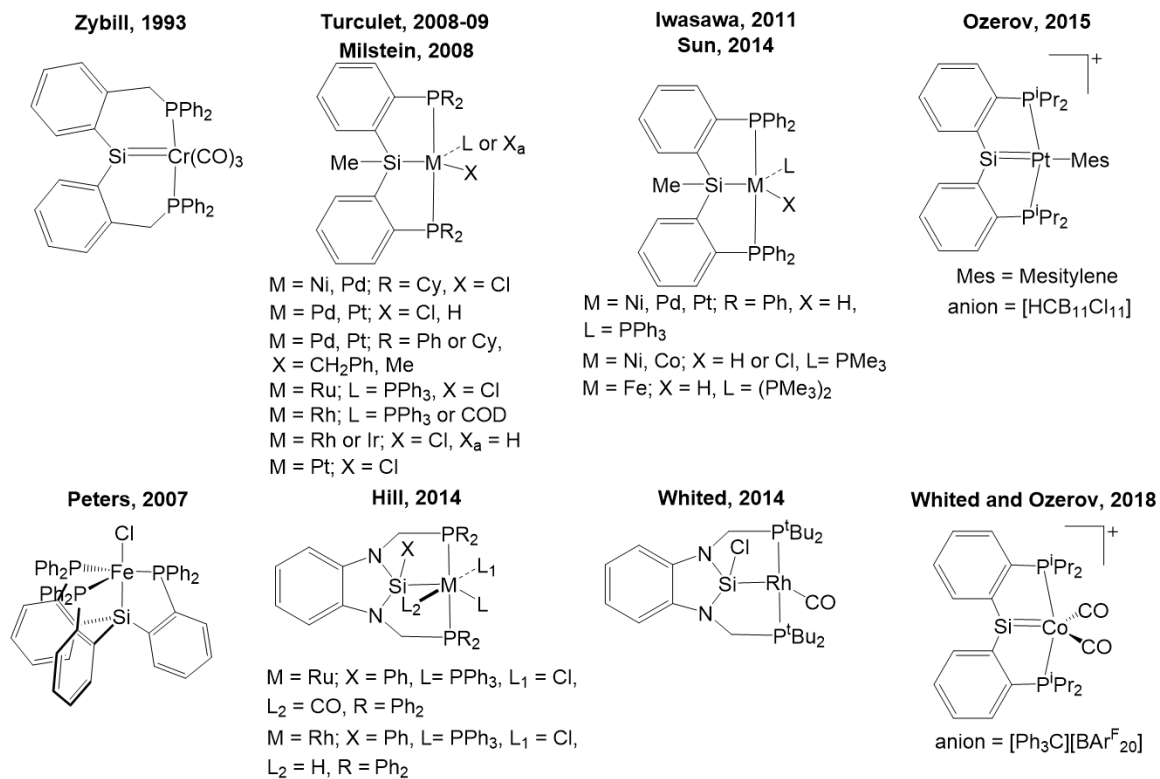 Zybill, 1993
PPh₂
Si
Cr(CO)₃
PPh₂
Turculet, 2008-09
Milstein, 2008
PR₂
L or Xₐ
Me
Si
M
X
PR₂
M = Ni, Pd; R = Cy, X = Cl
M = Pd, Pt; X = Cl, H
M = Pd, Pt; R = Ph or Cy,
X = CH₂Ph, Me
M = Ru; L = PPh₃, X = Cl
M = Rh; L = PPh₃ or COD
M = Rh or Ir; X = Cl, Xₐ = H
M = Pt; X = Cl
Iwasawa, 2011
Sun, 2014
PPh₂
L
Me
Si
M
X
PPh₂
M = Ni, Pd, Pt; R = Ph, X = H,
L = PPh₃
M = Ni, Co; X = H or Cl, L= PMe₃
M = Fe; X = H, L = (PMe₃)₂
Ozerov, 2015
+
PⁱPr₂
Si
Pt
Mes
PⁱPr₂
Mes = Mesitylene
anion = [HCB₁₁Cl₁₁]
Peters, 2007
Cl
Ph₂P
Fe
PPh₂
Ph₂P
Si
Hill, 2014
PR₂
N
X
L₁
Si
M
L₂
L
N
PR₂
M = Ru; X = Ph, L= PPh₃, L₁ = Cl,
L₂ = CO, R = Ph₂
M = Rh; X = Ph, L= PPh₃, L₁ = Cl,
L₂ = H, R = Ph₂
Whited, 2014
PᵗBu₂
N
Cl
Si
Rh
CO
N
PᵗBu₂
Whited and Ozerov, 2018
+
PⁱPr₂
CO
Si
Co
CO
PⁱPr₂
anion = [Ph₃C][BArᶠ₂₀]